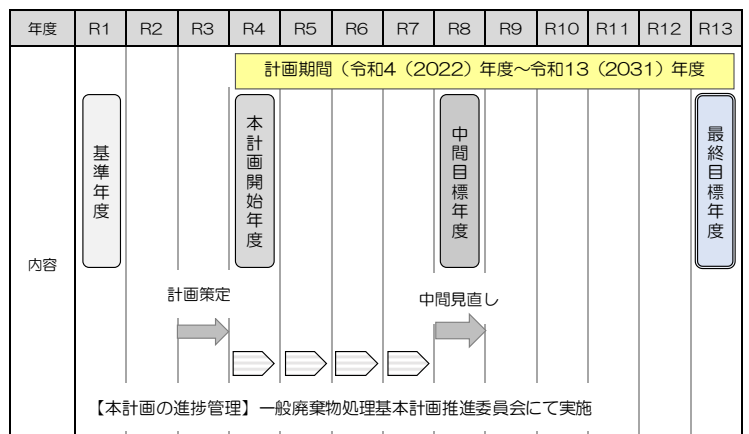 年度 R1 R2 R3 R4 R5 R6 R7 R8 R9 R10 R11 R12 R13
計画期間（令和4（2022）年度～令和13（2031）年度
内容
基準年度
本計画開始年度
中間目標年度
最終目標年度
計画策定
中間見直し
【本計画の進捗管理】一般廃棄物処理基本計画推進委員会にて実施